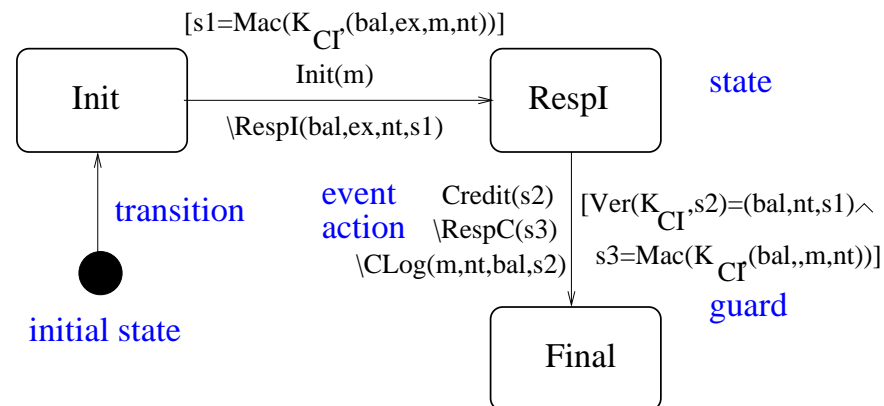 [s1=Mac(K_CI,(bal,ex,m,nt))]
Init(m)
Init
RespI
state
\RespI(bal,ex,nt,s1)
transition
event
action
Credit(s2)
\RespC(s3)
\CLog(m,nt,bal,s2)
[Ver(K_CI,s2)=(bal,nt,s1)∧
s3=Mac(K_CI,(bal,,m,nt))]
guard
initial state
Final